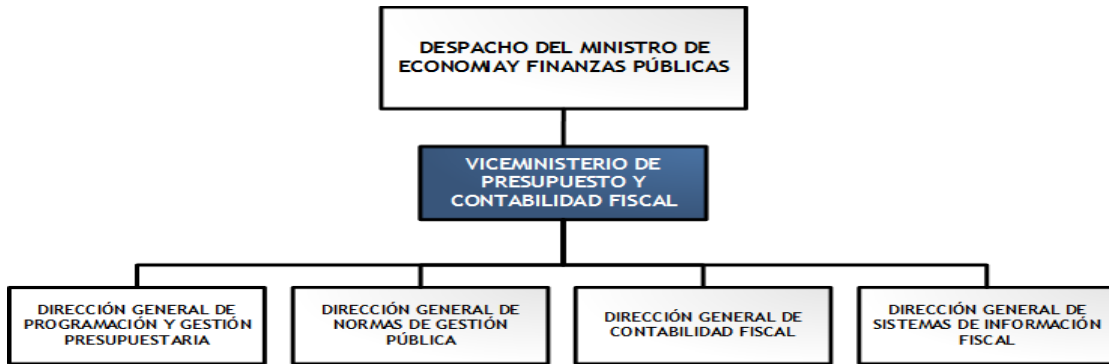 DESPACHO DEL MINISTRO DE
ECONOMIAY FINANZAS PÚBLICAS
VICEMINISTERIO DE
PRESUPUESTO Y
CONTABILIDAD FISCAL
DIRECCIÓN GENERAL DE
PROGRAMACIÓN Y GESTIÓN
PRESUPUESTARIA
DIRECCIÓN GENERAL DE
NORMAS DE GESTIÓN
PÚBLICA
DIRECCIÓN GENERAL DE
CONTABILIDAD FISCAL
DIRECCIÓN GENERAL DE
SISTEMAS DE INFORMACIÓN
FISCAL